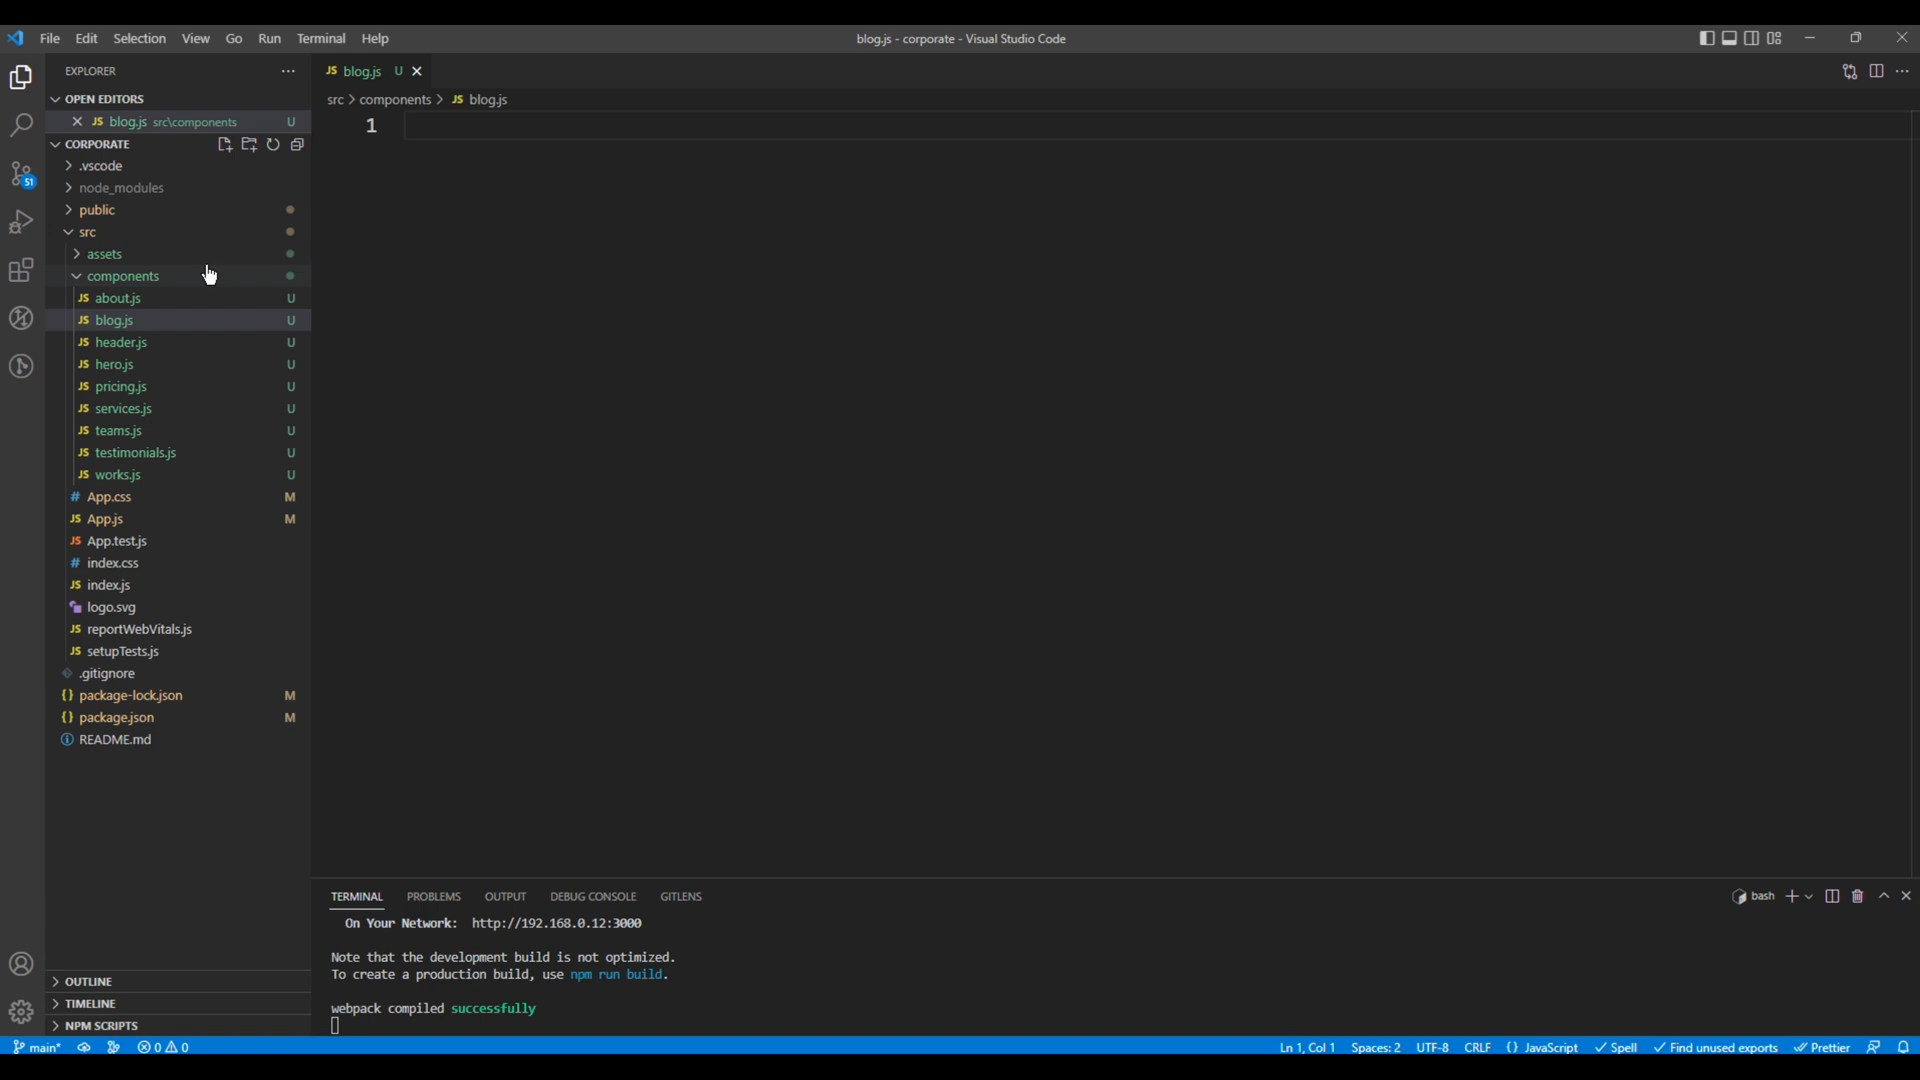 File Edit Selection View Go Run Terminal Help
blog.js - corporate - Visual Studio Code
EXPLORER
OPEN EDITORS
JS blog.js src\components U
CORPORATE
.vscode
node_modules
public
src
assets
components
JS about.js U
JS blog.js U
JS header.js U
JS hero.js U
JS pricing.js U
JS services.js U
JS teams.js U
JS testimonials.js U
JS works.js U
# App.css M
JS App.js M
JS App.test.js
# index.css
JS index.js
logo.svg
JS reportWebVitals.js
JS setupTests.js
.gitignore
{} package-lock.json M
{} package.json M
README.md
OUTLINE
TIMELINE
NPM SCRIPTS
51
JS blog.js U
src > components > JS blog.js
1
TERMINAL PROBLEMS OUTPUT DEBUG CONSOLE GITLENS
bash
On Your Network: http://192.168.0.12:3000
Note that the development build is not optimized.
To create a production build, use npm run build.
webpack compiled successfully
main* 0 0 Ln 1, Col 1 Spaces: 2 UTF-8 CRLF {} JavaScript Spell Find unused exports Prettier